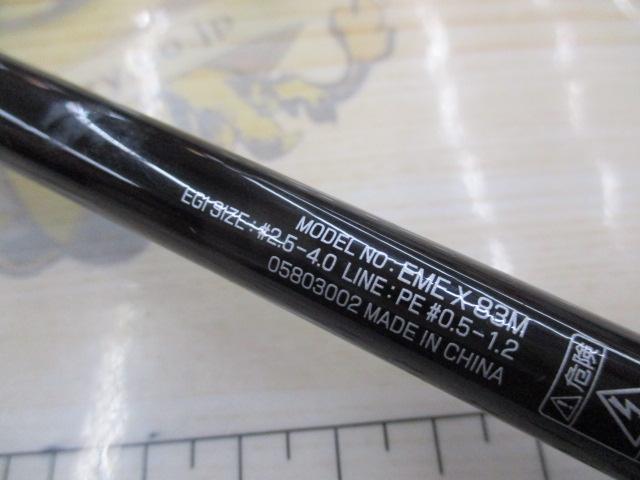 MODEL NO: EME X 83M
EGI SIZE: #2.5-4.0 LINE: PE #0.5-1.2
05803002 MADE IN CHINA
⚠危険
.jp